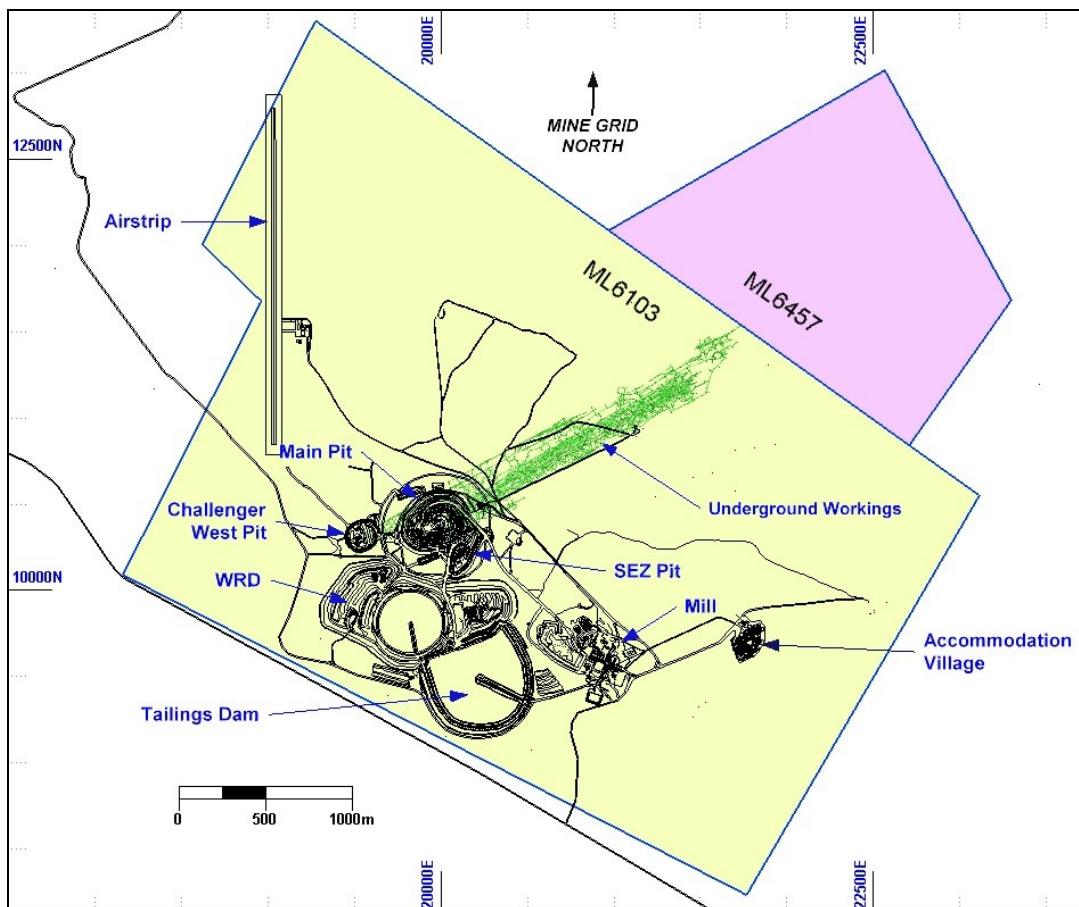 20000E
22500E
MINE GRID
NORTH
12500N
Airstrip
ML6103
ML6457
Main Pit
Challenger
West Pit
Underground Workings
10000N
WRD
SEZ Pit
Mill
Accommodation
Village
Tailings Dam
0 500 1000m
20000E
22500E